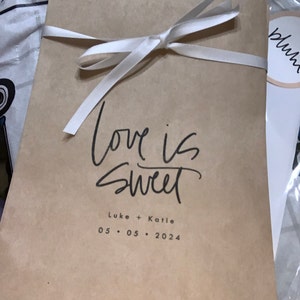 love is
sweet
Luke + Katie
05 • 05 • 2024